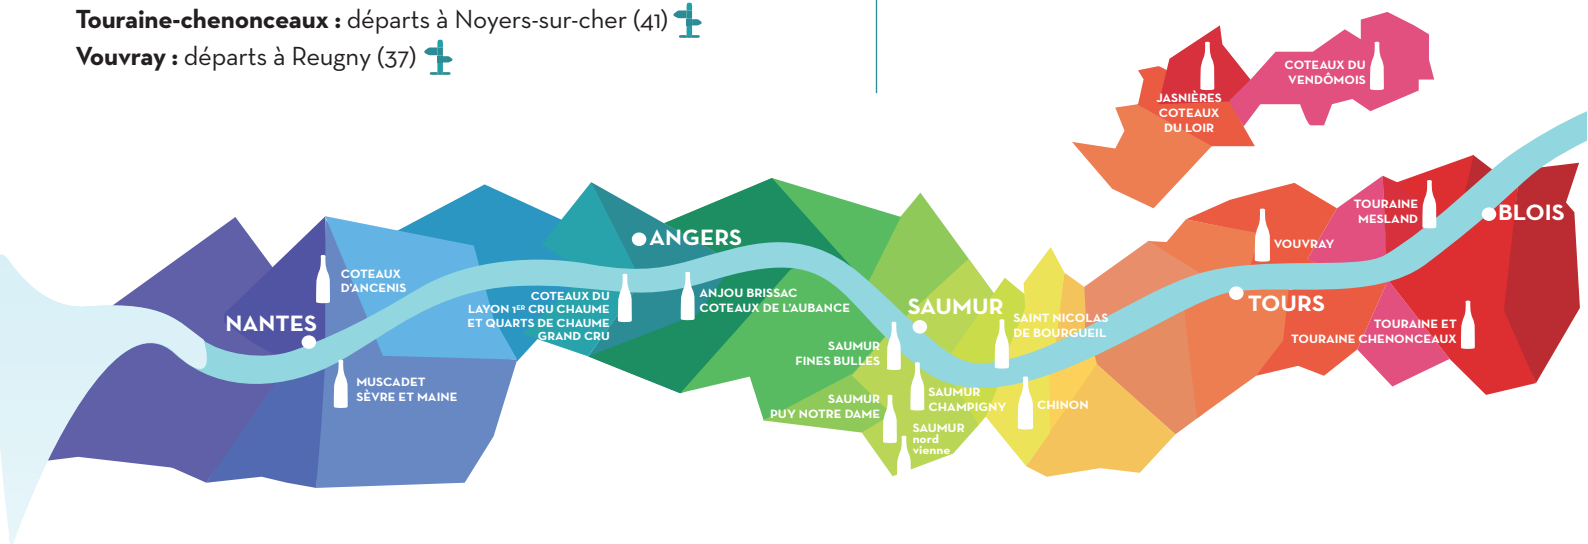 Touraine-chenonceaux : départs à Noyers-sur-cher (41)
Vouvray : départs à Reugny (37)
COTEAUX DU
VENDÔMOIS
JASNIÈRES
COTEAUX
DU LOIR
TOURAINE
MESLAND
BLOIS
VOUVRAY
ANGERS
COTEAUX
D'ANCENIS
NANTES
COTEAUX DU
LAYON 1ER CRU CHAUME
ET QUARTS DE CHAUME
GRAND CRU
ANJOU BRISSAC
COTEAUX DE L'AUBANCE
SAUMUR
SAINT NICOLAS
DE BOURGUEIL
TOURS
TOURAINE ET
TOURAINE CHENONCEAUX
SAUMUR
FINES BULLES
MUSCADET
SÈVRE ET MAINE
SAUMUR
CHAMPIGNY
CHINON
SAUMUR
PUY NOTRE DAME
SAUMUR
nord
vienne